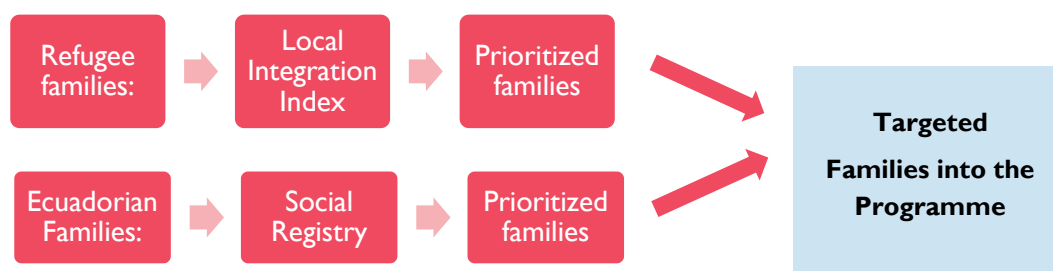 Refugee
families:
Local
Integration
Index
Prioritized
families
Ecuadorian
Families:
Social
Registry
Prioritized
families
Targeted
Families into the
Programme